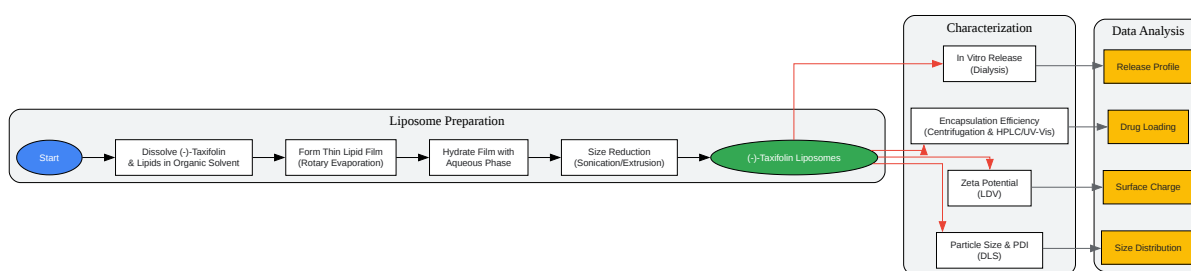 Liposome Preparation
Start
Dissolve (-)-Taxifolin
& Lipids in Organic Solvent
Form Thin Lipid Film
(Rotary Evaporation)
Hydrate Film with
Aqueous Phase
Size Reduction
(Sonication/Extrusion)
(-)-Taxifolin Liposomes
Characterization
In Vitro Release
(Dialysis)
Encapsulation Efficiency
(Centrifugation & HPLC/UV-Vis)
Zeta Potential
(LDV)
Particle Size & PDI
(DLS)
Data Analysis
Release Profile
Drug Loading
Surface Charge
Size Distribution